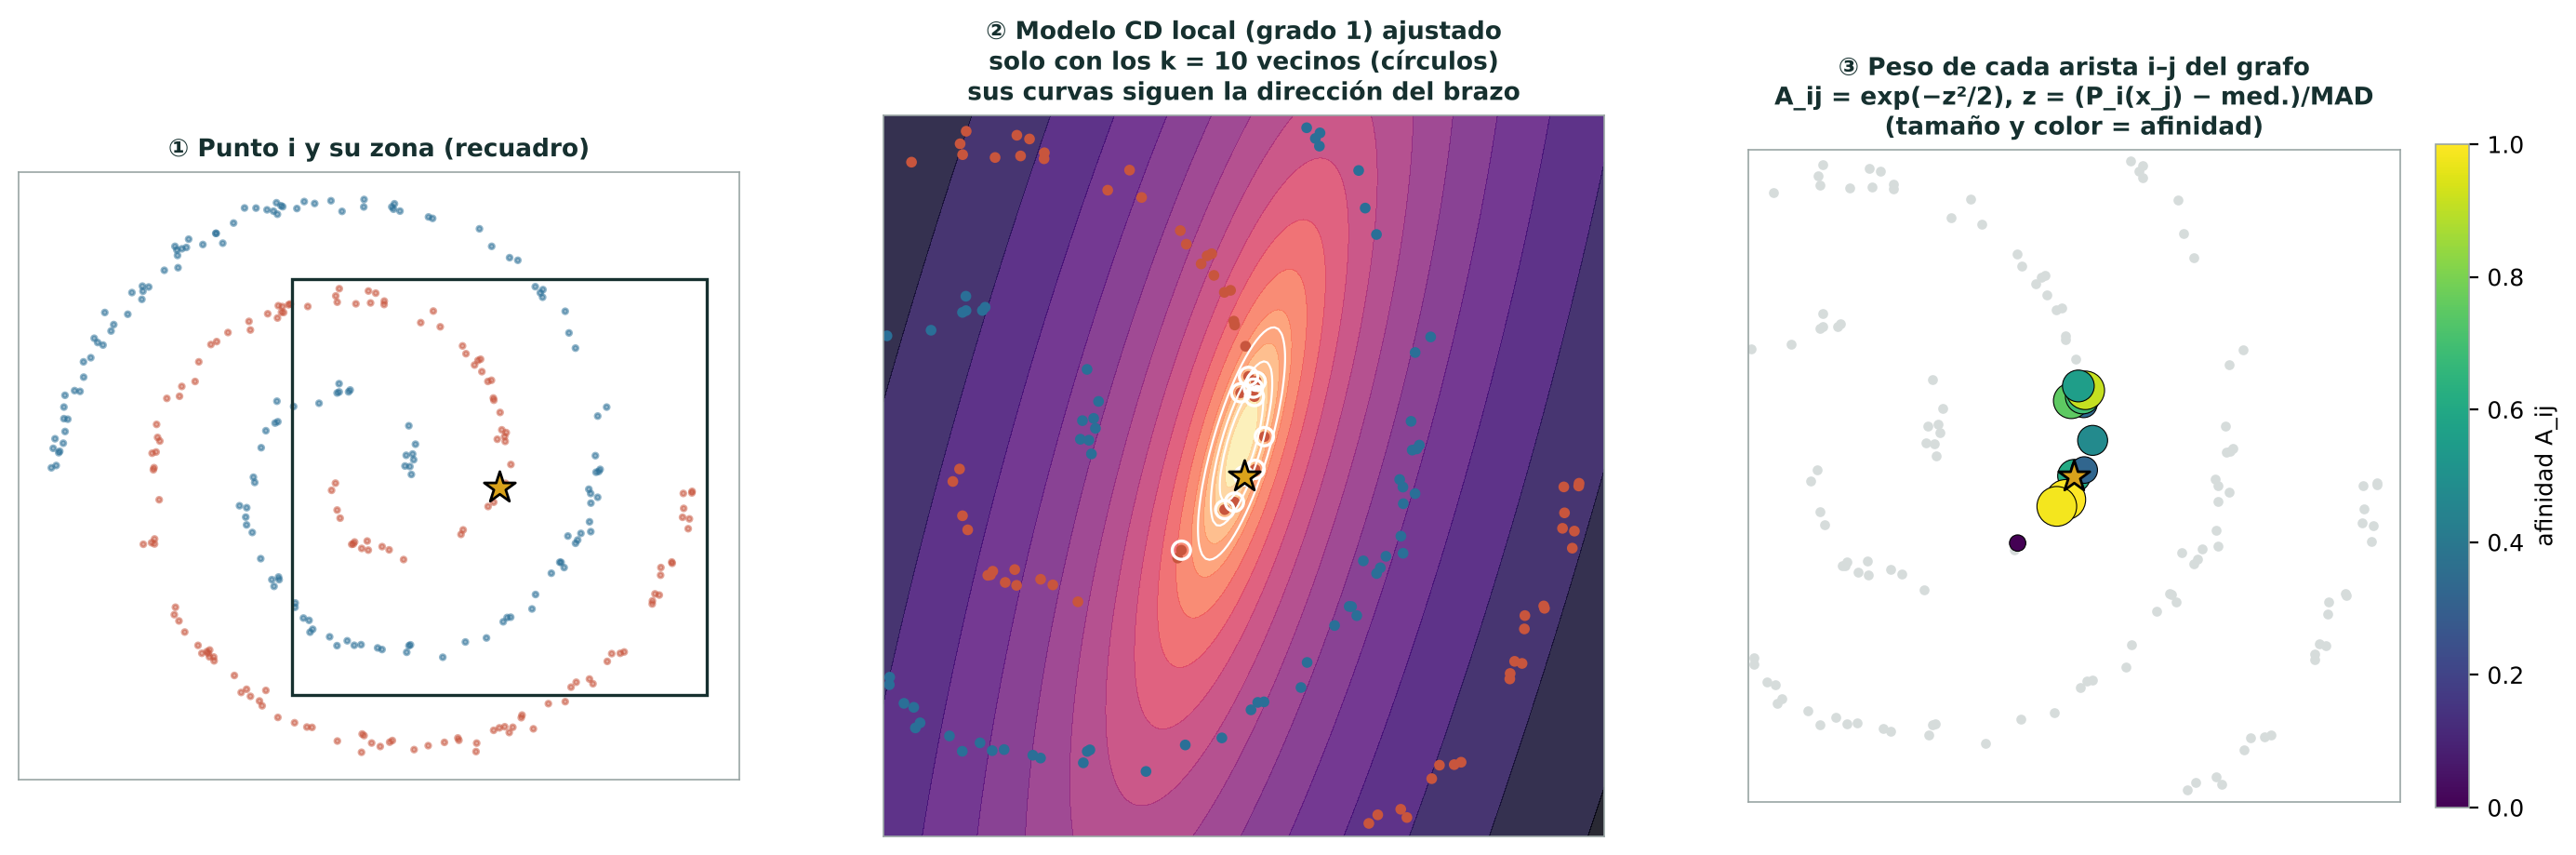 ① Punto i y su zona (recuadro)
② Modelo CD local (grado 1) ajustado
solo con los k = 10 vecinos (círculos)
sus curvas siguen la dirección del brazo
③ Peso de cada arista i–j del grafo
A_ij = exp(−z²/2), z = (P_i(x_j) − med.)/MAD
(tamaño y color = afinidad)
1.0
0.8
0.6
0.4
0.2
0.0
afinidad A_ij